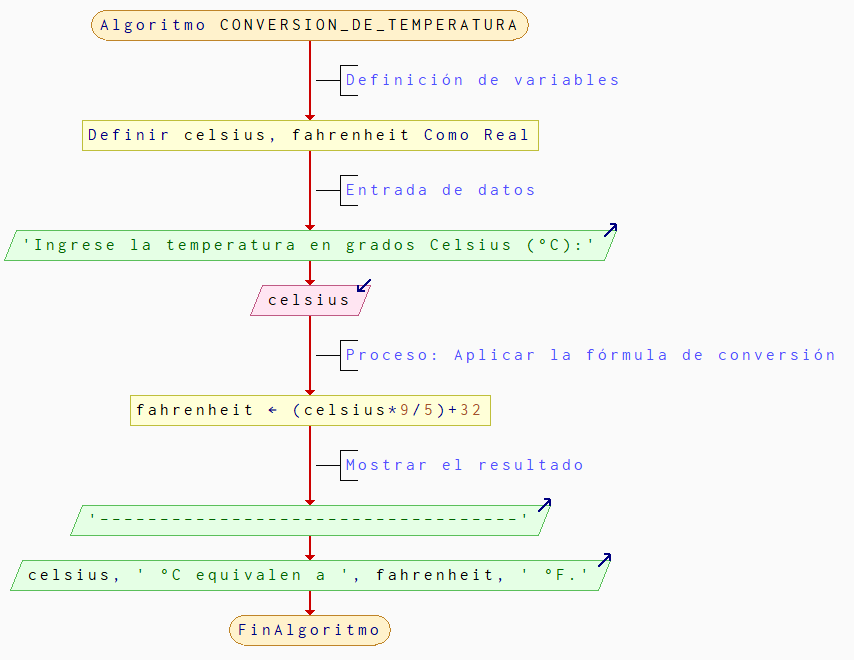 Algoritmo CONVERSION_DE_TEMPERATURA
Definición de variables
Definir celsius, fahrenheit Como Real
Entrada de datos
'Ingrese la temperatura en grados Celsius (°C):'
celsius
Proceso: Aplicar la fórmula de conversión
fahrenheit ← (celsius*9/5)+32
Mostrar el resultado
'-----------------------------------'
celsius, ' °C equivalen a ', fahrenheit, ' °F.'
FinAlgoritmo